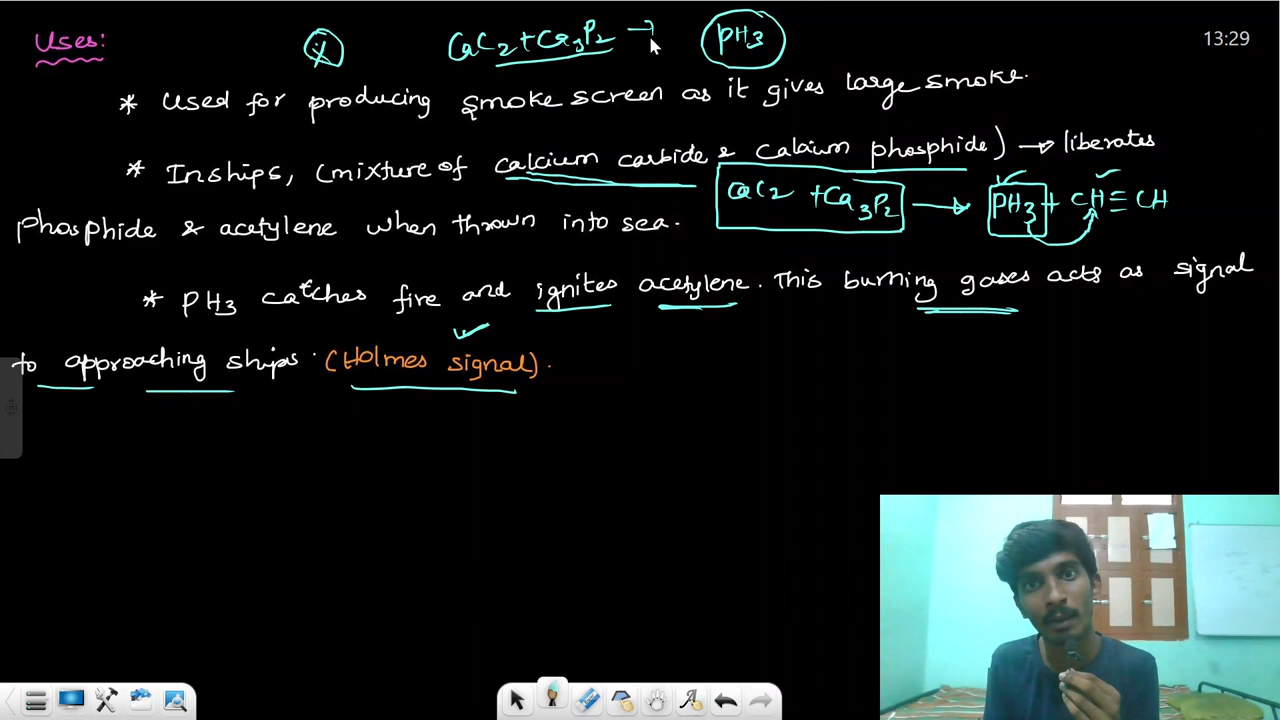 Uses:
i CaC2 + Ca3P2 → PH3
13:29
* Used for producing smoke screen as it gives large smoke.
* Inships, (mixture of calcium carbide & Calcium phosphide) → liberates
CaC2 + Ca3P2 → PH3 + CH≡CH
phosphide & acetylene when thrown into sea.
* PH3 catches fire and ignites acetylene. This burning gases acts as signal
to approaching ships. (Holmes signal).